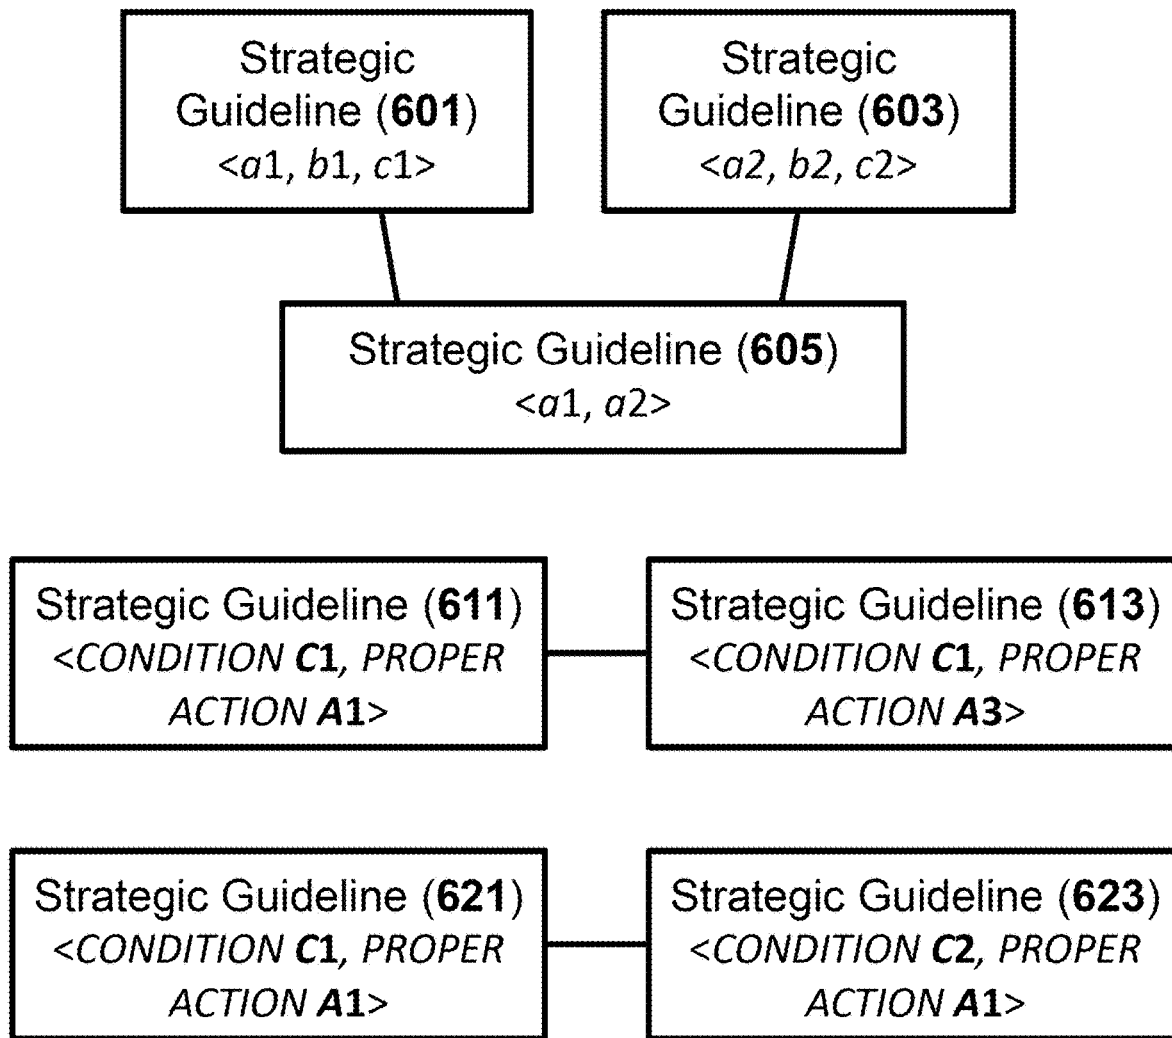 Strategic
Guideline (601)
<a1, b1, c1>
Strategic
Guideline (603)
<a2, b2, c2>
Strategic Guideline (605)
<a1, a2>
Strategic Guideline (611)
<CONDITION C1, PROPER
ACTION A1>
Strategic Guideline (613)
<CONDITION C1, PROPER
ACTION A3>
Strategic Guideline (621)
<CONDITION C1, PROPER
ACTION A1>
Strategic Guideline (623)
<CONDITION C2, PROPER
ACTION A1>